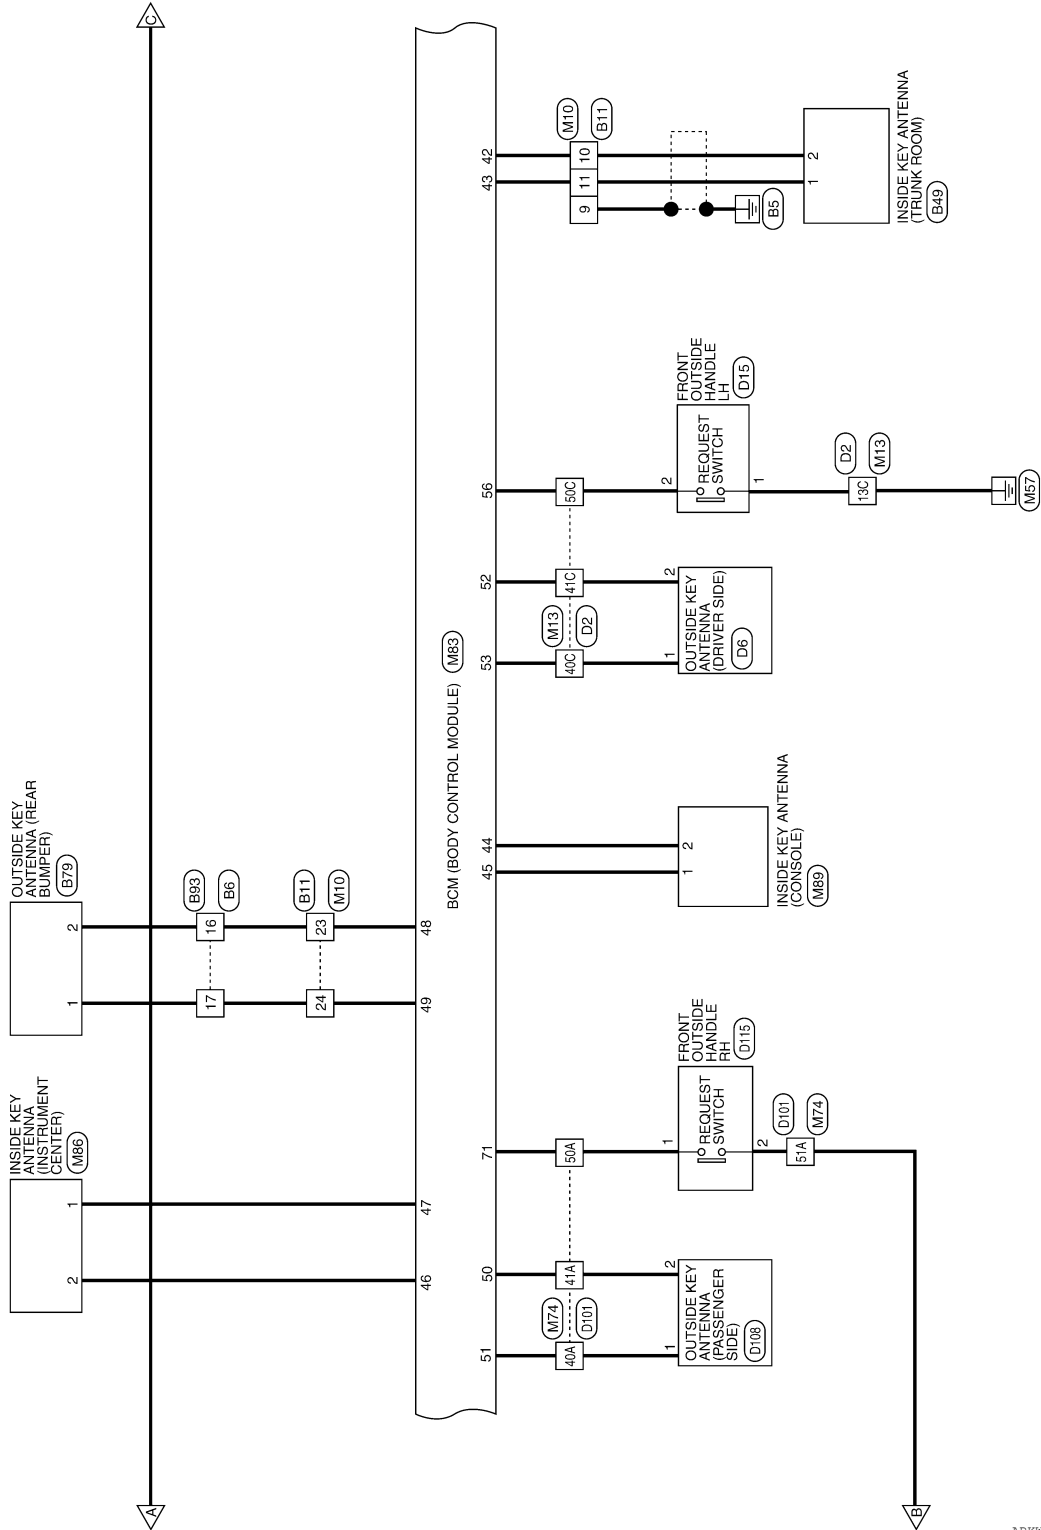 C
A
B
INSIDE KEY
ANTENNA
(INSTRUMENT
CENTER)
M86
2
1
46
47
OUTSIDE KEY
ANTENNA (REAR
BUMPER)
B79
1
2
17
16
B93
B6
24
23
B11
M10
49
48
BCM (BODY CONTROL MODULE)
M83
51
50
71
40A
41A
50A
M74
D101
1
2
OUTSIDE KEY
ANTENNA
(PASSENGER
SIDE)
D108
1
REQUEST
SWITCH
2
FRONT
OUTSIDE
HANDLE
RH
D115
51A
D101
M74
45
44
1
2
INSIDE KEY ANTENNA
(CONSOLE)
M89
53
52
56
40C
41C
50C
M13
D2
1
2
OUTSIDE KEY
ANTENNA
(DRIVER SIDE)
D6
2
REQUEST
SWITCH
1
FRONT
OUTSIDE
HANDLE
LH
D15
13C
D2
M13
M57
43
42
9
11
10
M10
B11
B5
1
2
INSIDE KEY ANTENNA
(TRUNK ROOM)
B49